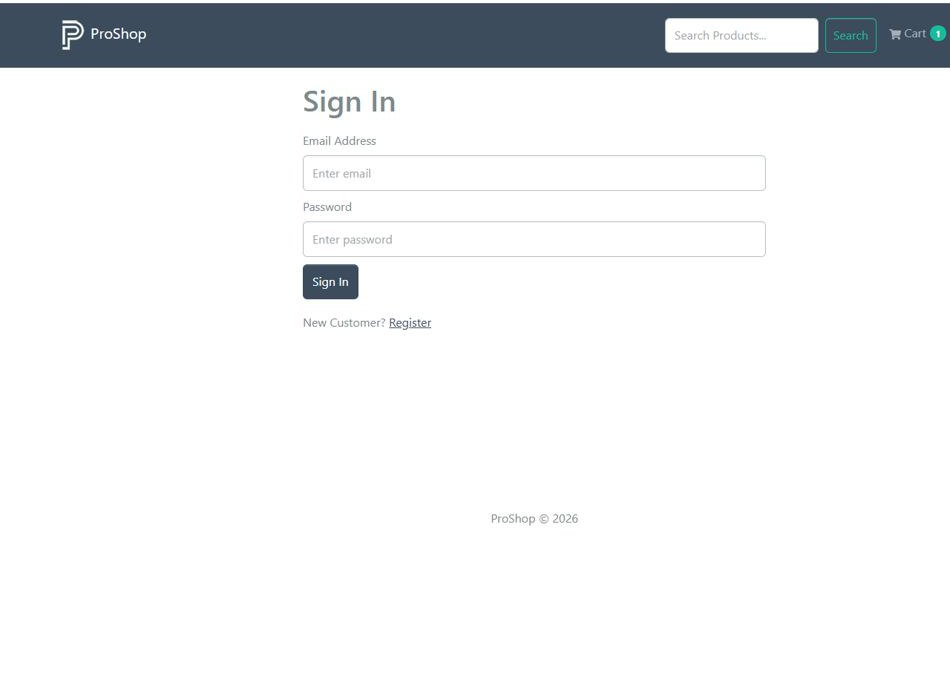 ProShop
Search Products...
Search
Cart 1
Sign In
Email Address
Enter email
Password
Enter password
Sign In
New Customer? Register
ProShop © 2026